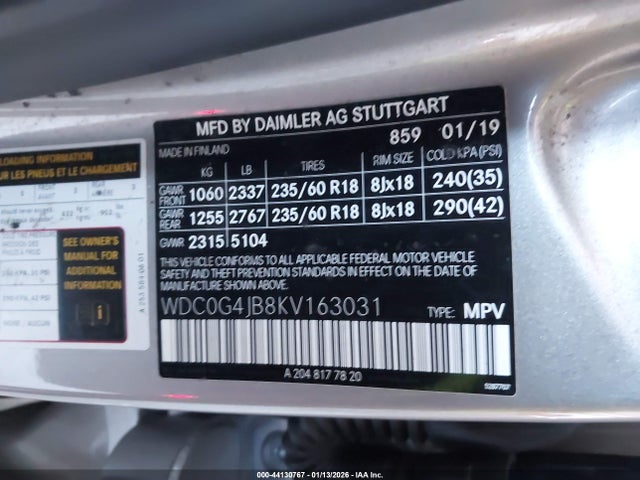 MFD BY DAIMLER AG STUTTGART
859 01/19
MADE IN FINLAND
KG LB TIRES RIM SIZE COLD KPA(PSI)
GAWR FRONT 1060 2337 235/60 R18 8Jx18 240(35)
GAWR REAR 1255 2767 235/60 R18 8Jx18 290(42)
GVWR 2315 5104
THIS VEHICLE CONFORMS TO ALL APPLICABLE FEDERAL MOTOR VEHICLE
SAFETY AND THEFT PREVENTION STANDARDS IN EFFECT ON THE DATE OF
MANUFACTURE SHOWN ABOVE.
WDC0G4JB8KV163031 TYPE: MPV
A 204 817 78 20
LOADING INFORMATION
SUR LES PNEUS ET LE CHARGEMENT
SEE OWNER'S
MANUAL FOR
ADDITIONAL
INFORMATION
A 253 584 08 01
000-44130767 - 01/13/2026 - IAA Inc.